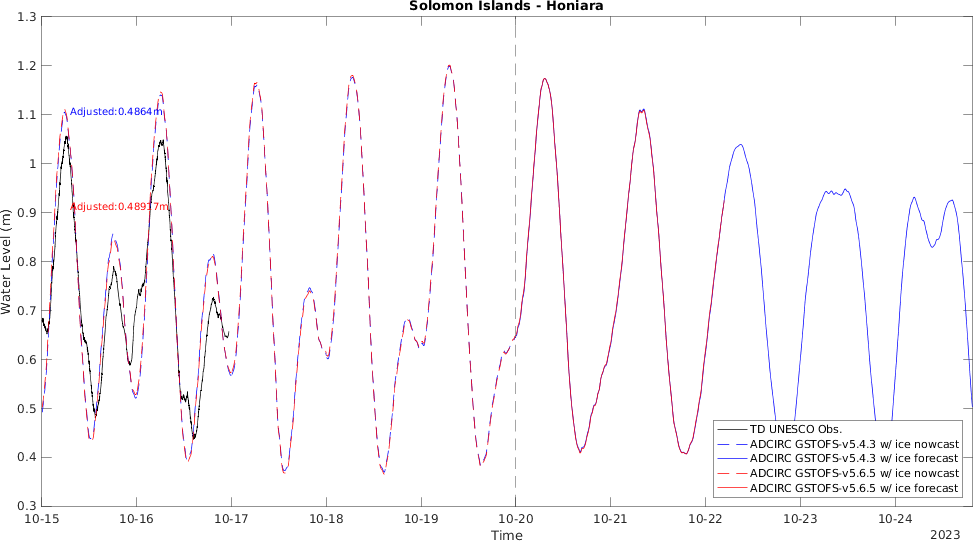 Solomon Islands - Honiara
1.3
1.2
1.1
1
0.9
0.8
0.7
0.6
0.5
0.4
0.3
Water Level (m)
Adjusted:0.4864m
Adjusted:0.48917m
TD UNESCO Obs.
ADCIRC GSTOFS-v5.4.3 w/ ice nowcast
ADCIRC GSTOFS-v5.4.3 w/ ice forecast
ADCIRC GSTOFS-v5.6.5 w/ ice nowcast
ADCIRC GSTOFS-v5.6.5 w/ ice forecast
10-15 10-16 10-17 10-18 10-19 10-20 10-21 10-22 10-23 10-24
Time
2023